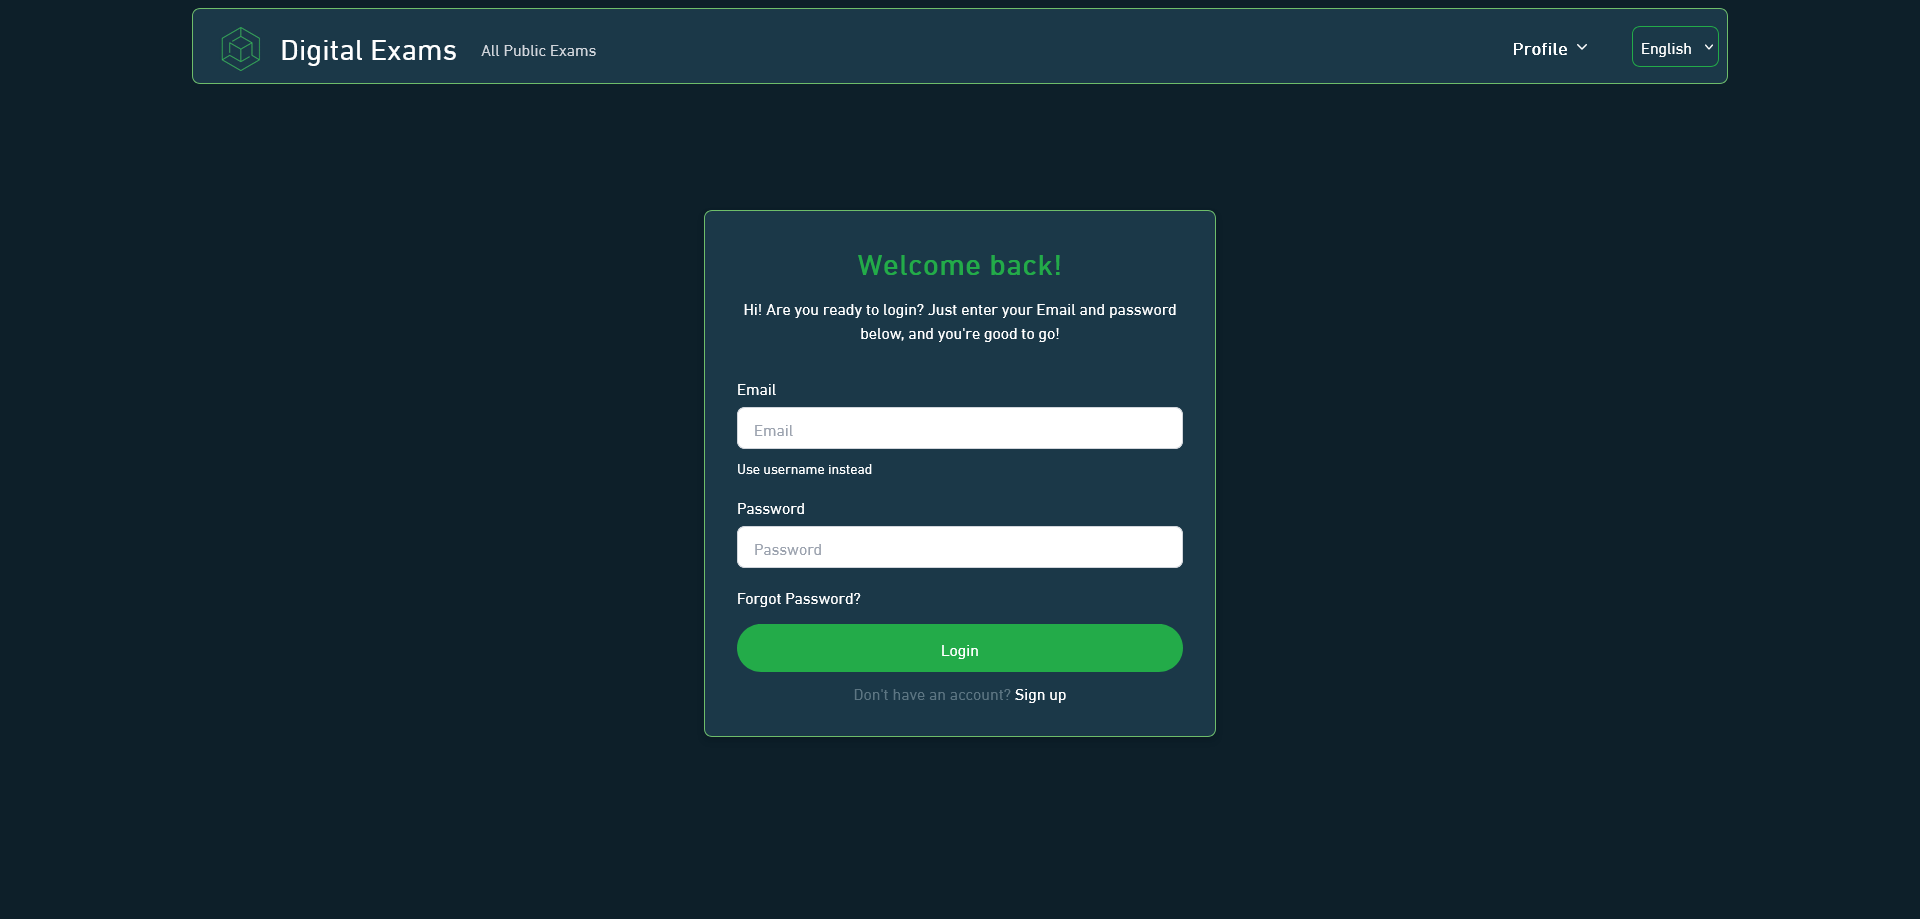 Digital Exams
All Public Exams
Profile
English
Welcome back!
Hi! Are you ready to login? Just enter your Email and password
below, and you're good to go!
Email
Email
Use username instead
Password
Password
Forgot Password?
Login
Don't have an account? Sign up